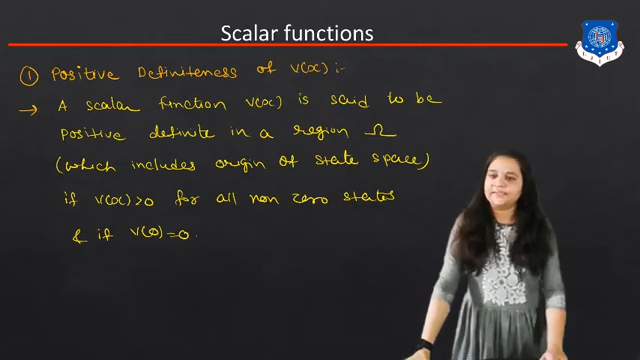 Scalar functions
① Positive Definiteness of V(x) :-
→ A scalar function V(x) is said to be
positive definite in a region Ω
(which includes origin of state space)
if V(x)>0 for all non zero states
& if V(0)=0.